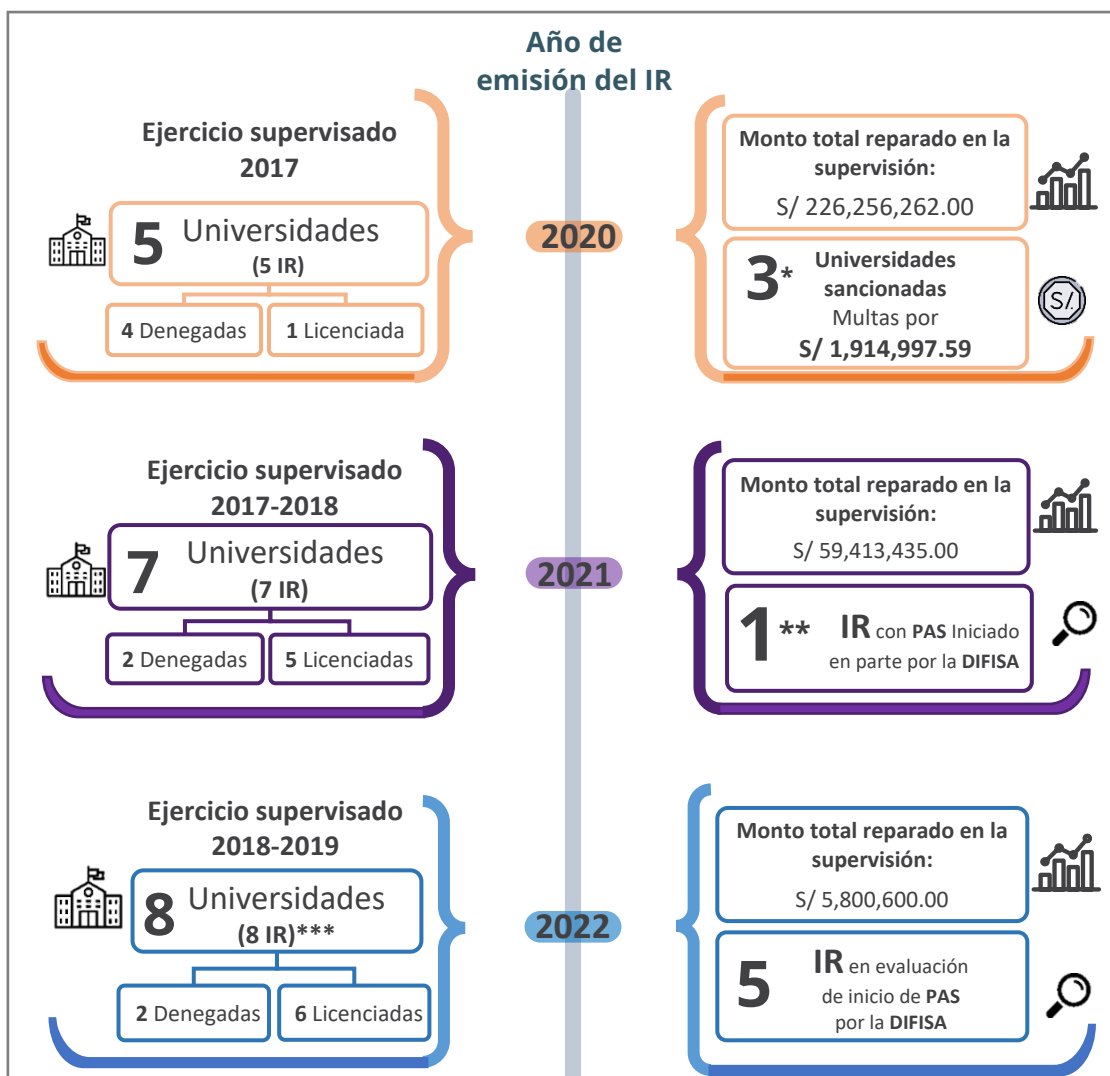 Año de
emisión del IR
Ejercicio supervisado
2017
5 Universidades
(5 IR)
4 Denegadas
1 Licenciada
2020
Monto total reparado en la
supervisión:
S/ 226,256,262.00
3* Universidades
sancionadas
Multas por
S/ 1,914,997.59
S/.
Ejercicio supervisado
2017-2018
7 Universidades
(7 IR)
2 Denegadas
5 Licenciadas
2021
Monto total reparado en la
supervisión:
S/ 59,413,435.00
1** IR con PAS Iniciado
en parte por la DIFISA
Ejercicio supervisado
2018-2019
8 Universidades
(8 IR)***
2 Denegadas
6 Licenciadas
2022
Monto total reparado en la
supervisión:
S/ 5,800,600.00
5 IR en evaluación
de inicio de PAS
por la DIFISA